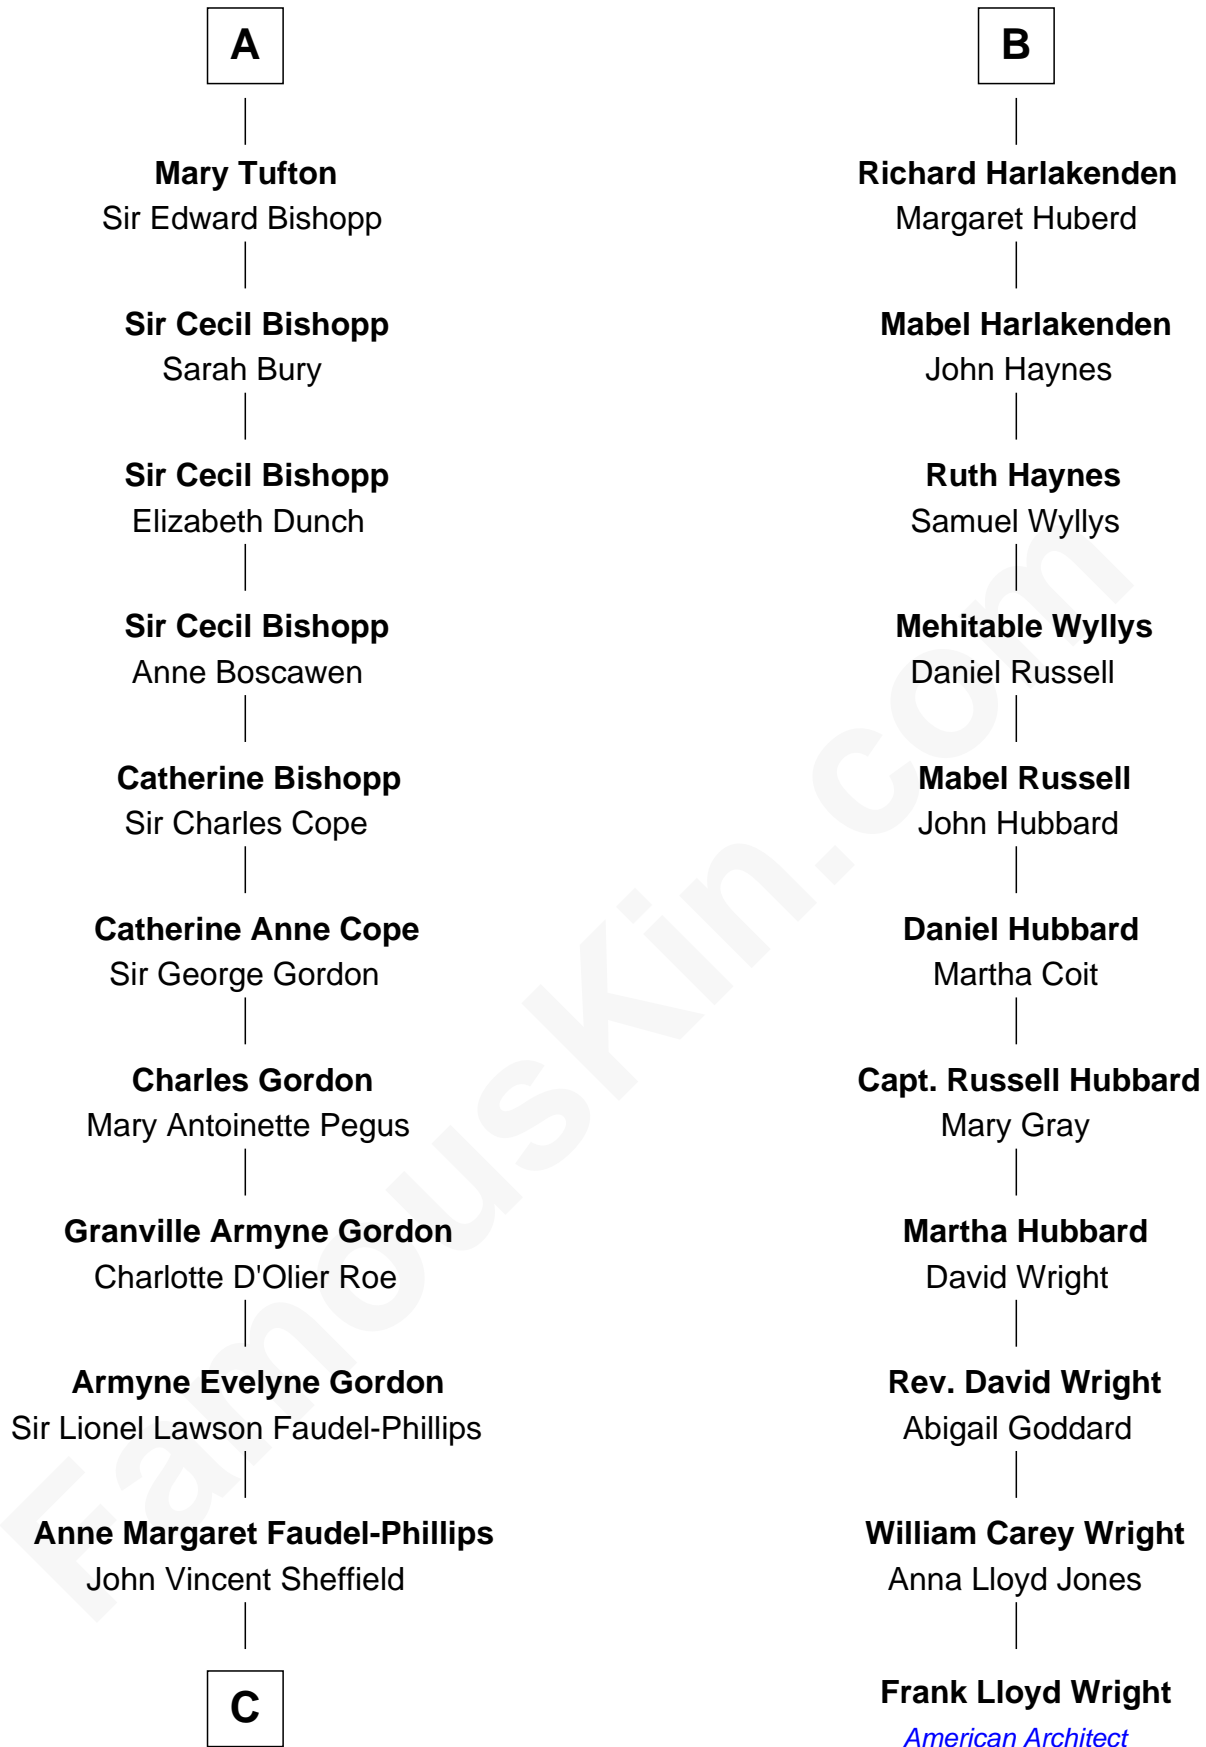 A
Mary Tufton
Sir Edward Bishopp
Sir Cecil Bishopp
Sarah Bury
Sir Cecil Bishopp
Elizabeth Dunch
Sir Cecil Bishopp
Anne Boscawen
Catherine Bishopp
Sir Charles Cope
Catherine Anne Cope
Sir George Gordon
Charles Gordon
Mary Antoinette Pegus
Granville Armyne Gordon
Charlotte D'Olier Roe
Armyne Evelyne Gordon
Sir Lionel Lawson Faudel-Phillips
Anne Margaret Faudel-Phillips
John Vincent Sheffield
C
B
Richard Harlakenden
Margaret Huberd
Mabel Harlakenden
John Haynes
Ruth Haynes
Samuel Wyllys
Mehitable Wyllys
Daniel Russell
Mabel Russell
John Hubbard
Daniel Hubbard
Martha Coit
Capt. Russell Hubbard
Mary Gray
Martha Hubbard
David Wright
Rev. David Wright
Abigail Goddard
William Carey Wright
Anna Lloyd Jones
Frank Lloyd Wright
American Architect
FamousKin.com